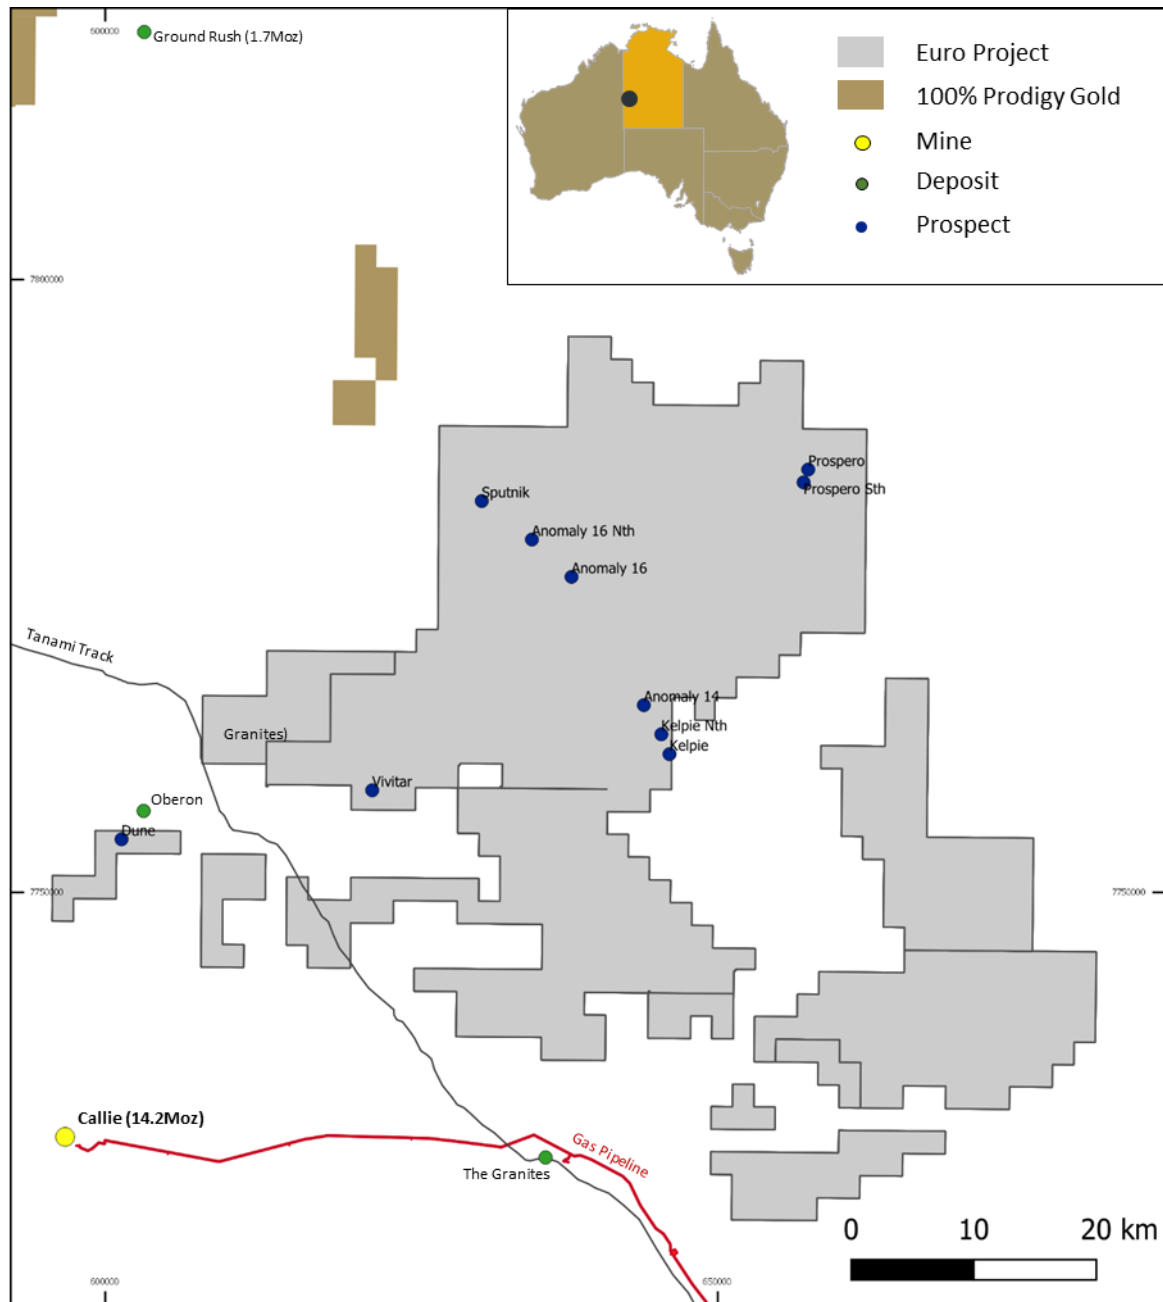 600000
Ground Rush (1.7Moz)
Euro Project
100% Prodigy Gold
Mine
Deposit
Prospect
7800000
Prospero
Prospero Sth
Sputnik
Anomaly 16 Nth
Anomaly 16
Tanami Track
Anomaly 14
Kelpie Nth
Granites)
Kelpie
Vivitar
Oberon
Dune
7750000
7750000
Callie (14.2Moz)
Gas Pipeline
The Granites
0 10 20 km
600000
650000